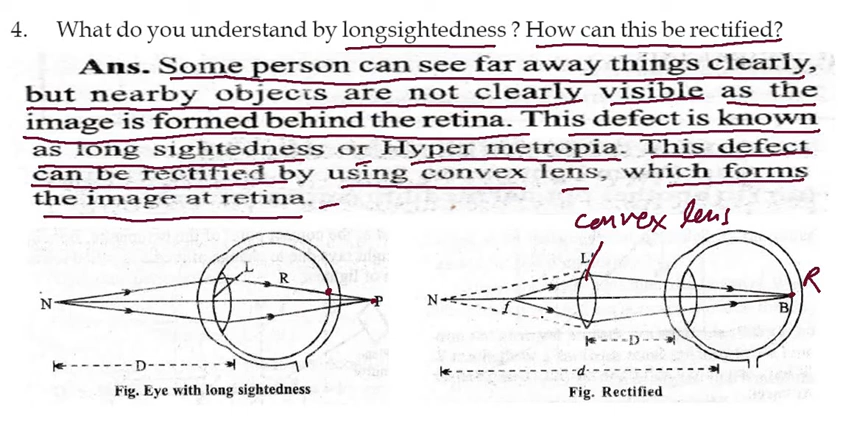 4. What do you understand by longsightedness ? How can this be rectified?
Ans. Some person can see far away things clearly,
but nearby objects are not clearly visible as the
image is formed behind the retina. This defect is known
as long sightedness or Hyper metropia. This defect
can be rectified by using convex lens, which forms
the image at retina.
convex lens
L
R
N
P
D
Fig. Eye with long sightedness
L'
N
f
B
R
D
d
Fig. Rectified